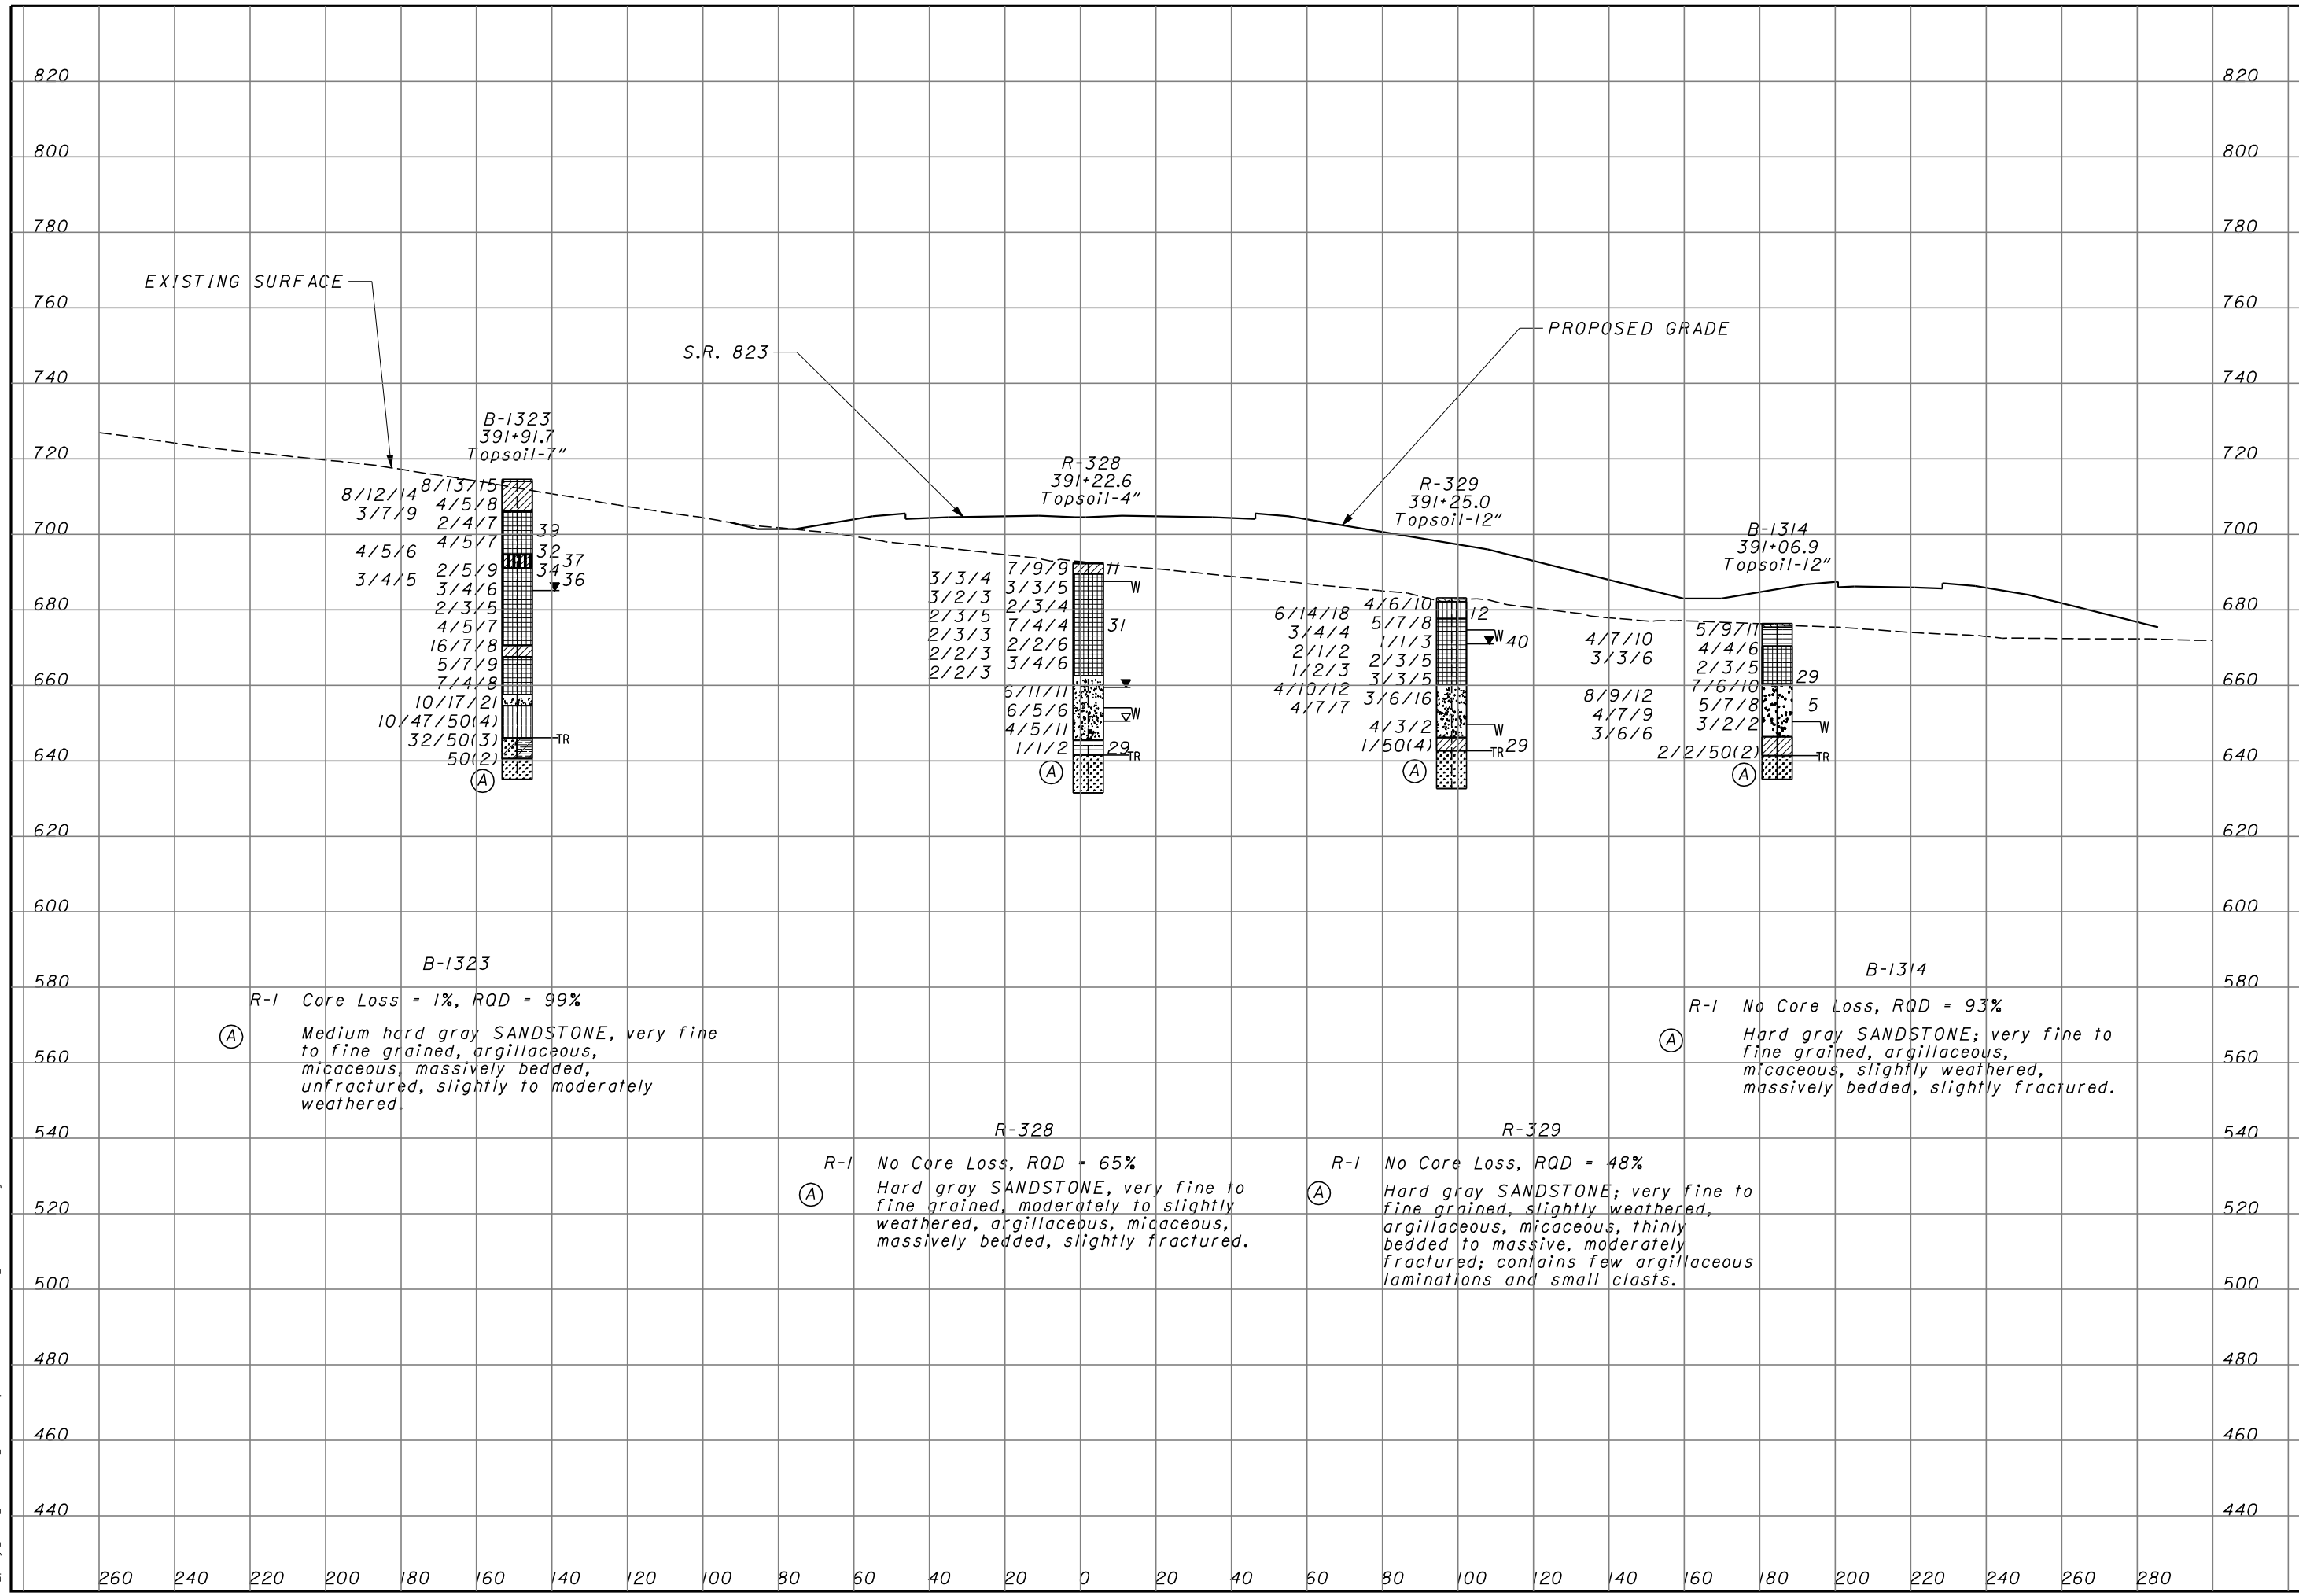 820 820
800 800
780 780
EXISTING SURFACE
760 760
PROPOSED GRADE
S.R. 823
740 740
B-1323
391+91.7
Topsoil-7"
720 720
8/13/15
8/12/14
4/5/8
3/7/9
2/4/7
39
4/5/7
4/5/6
32
37
2/5/9
34
3/4/5
36
3/4/6
2/3/5
4/5/7
16/7/8
5/7/9
7/4/8
10/17/21
10/47/50(4)
32/50(3)
TR
50(2)
A
R-328
391+22.6
Topsoil-4"
7/9/9
11
3/3/4
3/3/5
W
3/2/3
2/3/4
2/3/5
7/4/4
31
2/3/3
2/2/6
2/2/3
3/4/6
2/2/3
6/11/11
6/5/6
W
4/5/11
1/1/2
29
TR
A
R-329
391+25.0
Topsoil-12"
4/6/10
6/14/18
12
5/7/8
3/4/4
W
1/1/3
40
2/1/2
2/3/5
1/2/3
3/3/5
4/10/12
3/6/16
4/7/7
4/3/2
W
1/50(4)
TR 29
A
B-1314
391+06.9
Topsoil-12"
5/9/11
4/7/10
4/4/6
3/3/6
2/3/5
29
7/6/10
8/9/12
5/7/8
5
4/7/9
3/2/2
W
3/6/6
2/2/50(2)
TR
A
700 700
680 680
660 660
640 640
620 620
600 600
B-1323
580 580
R-1 Core Loss = 1%, RQD = 99%
A
Medium hard gray SANDSTONE, very fine
to fine grained, argillaceous,
micaceous, massively bedded,
unfractured, slightly to moderately
weathered.
B-1314
R-1 No Core Loss, RQD = 93%
A
Hard gray SANDSTONE; very fine to
fine grained, argillaceous,
micaceous, slightly weathered,
massively bedded, slightly fractured.
560 560
540 540
R-328
R-1 No Core Loss, RQD = 65%
A
Hard gray SANDSTONE, very fine to
fine grained, moderately to slightly
weathered, argillaceous, micaceous,
massively bedded, slightly fractured.
R-329
R-1 No Core Loss, RQD = 48%
A
Hard gray SANDSTONE; very fine to
fine grained, slightly weathered,
argillaceous, micaceous, thinly
bedded to massive, moderately
fractured; contains few argillaceous
laminations and small clasts.
520 520
500 500
480 480
460 460
440 440
260 240 220 200 180 160 140 120 100 80 60 40 20 0 20 40 60 80 100 120 140 160 180 200 220 240 260 280